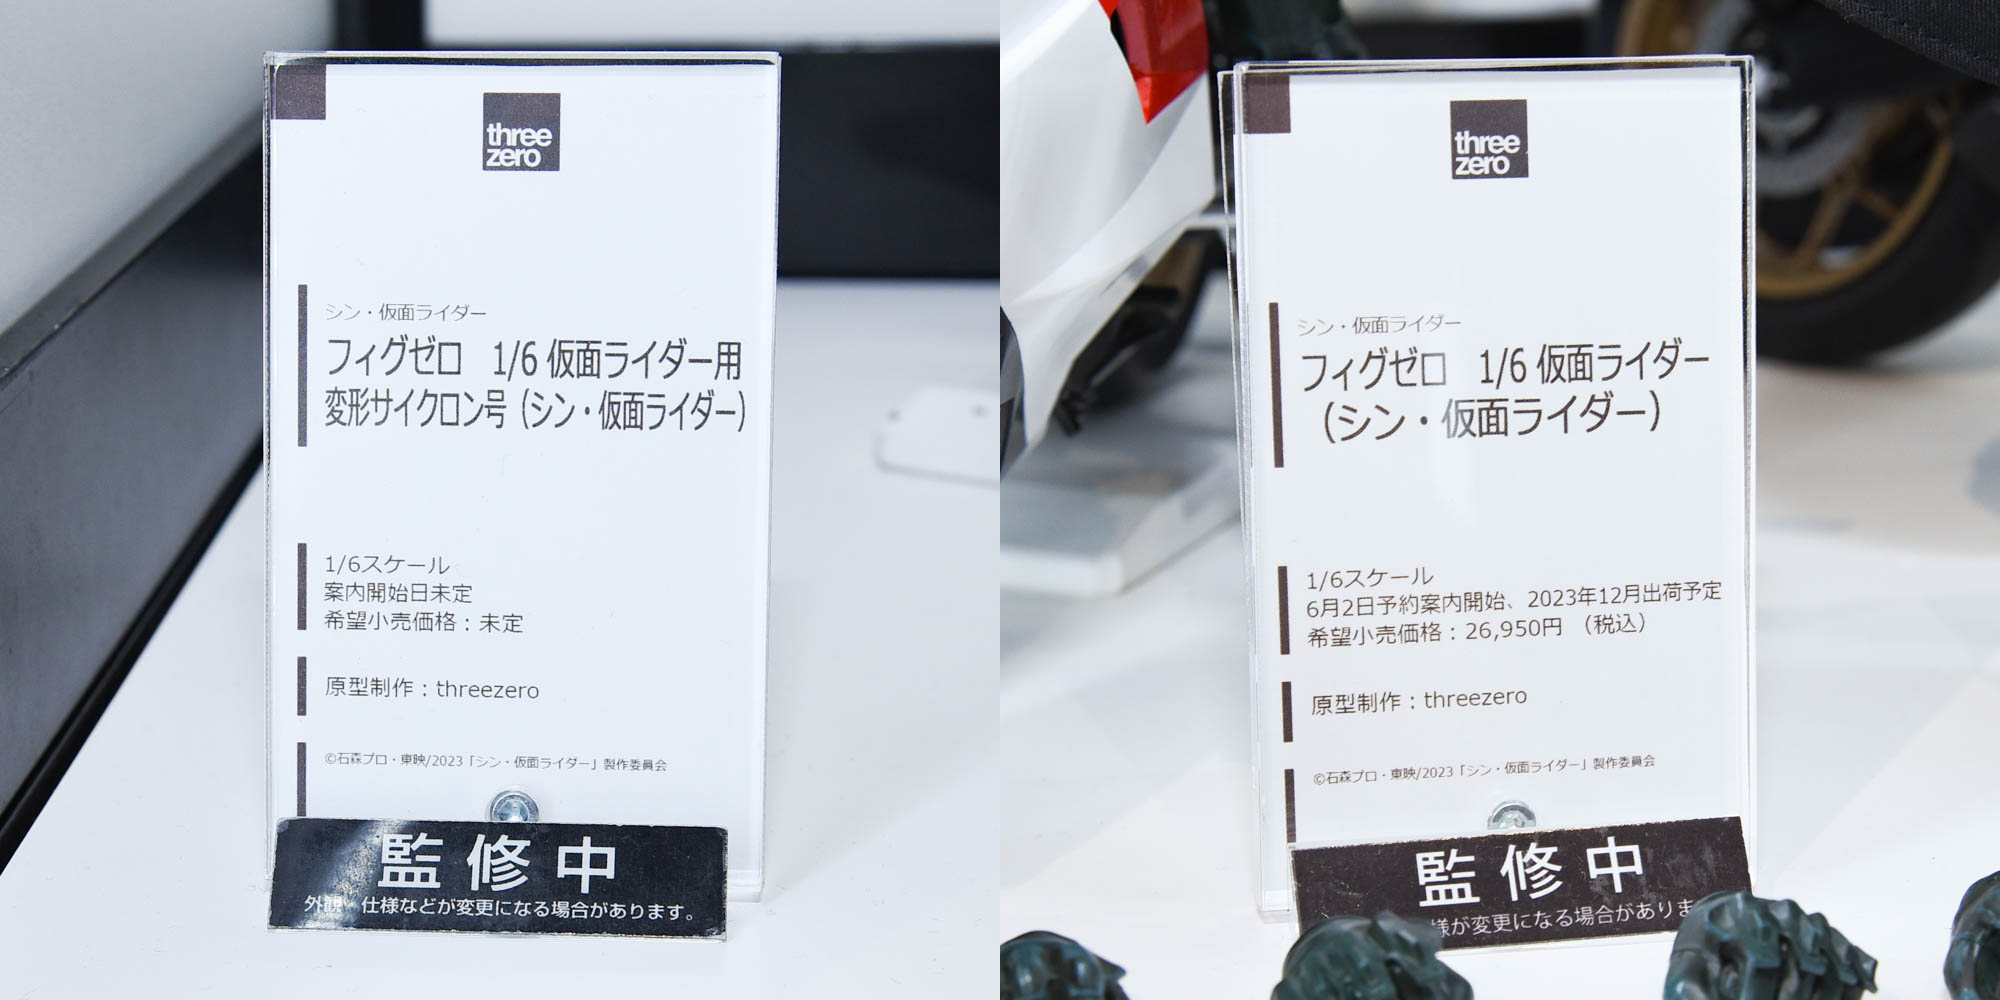 three
zero
シン・仮面ライダー
フィグゼロ 1/6 仮面ライダー用
変形サイクロン号（シン・仮面ライダー）
1/6スケール
案内開始日未定
希望小売価格：未定
原型制作：threezero
©石森プロ・東映/2023「シン・仮面ライダー」製作委員会
監修中
外観・仕様などが変更になる場合があります。
three
zero
シン・仮面ライダー
フィグゼロ 1/6 仮面ライダー
（シン・仮面ライダー）
1/6スケール
6月2日予約案内開始、2023年12月出荷予定
希望小売価格：26,950円 （税込）
原型制作：threezero
©石森プロ・東映/2023「シン・仮面ライダー」製作委員会
監修中
様が変更になる場合がありま